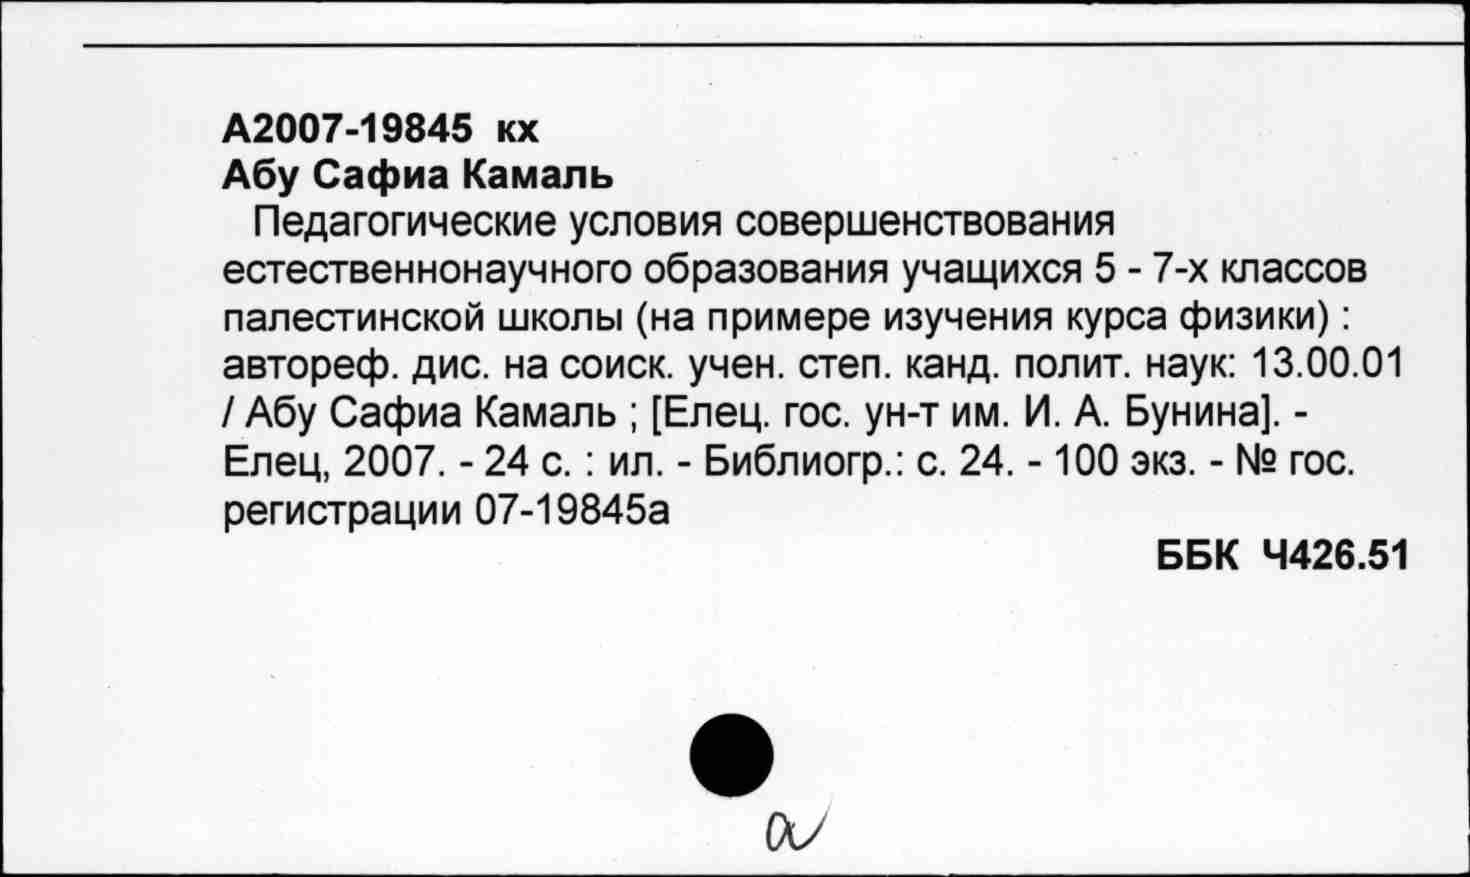 А2007-19845 кх
Абу Сафиа Камаль
Педагогические условия совершенствования
естественнонаучного образования учащихся 5 - 7-х классов
палестинской школы (на примере изучения курса физики) :
автореф. дис. на соиск. учен. степ. канд. полит. наук: 13.00.01
/ Абу Сафиа Камаль ; [Елец. гос. ун-т им. И. А. Бунина]. -
Елец, 2007. - 24 с. : ил. - Библиогр.: с. 24. - 100 экз. - № гос.
регистрации 07-19845а
ББК Ч426.51
а